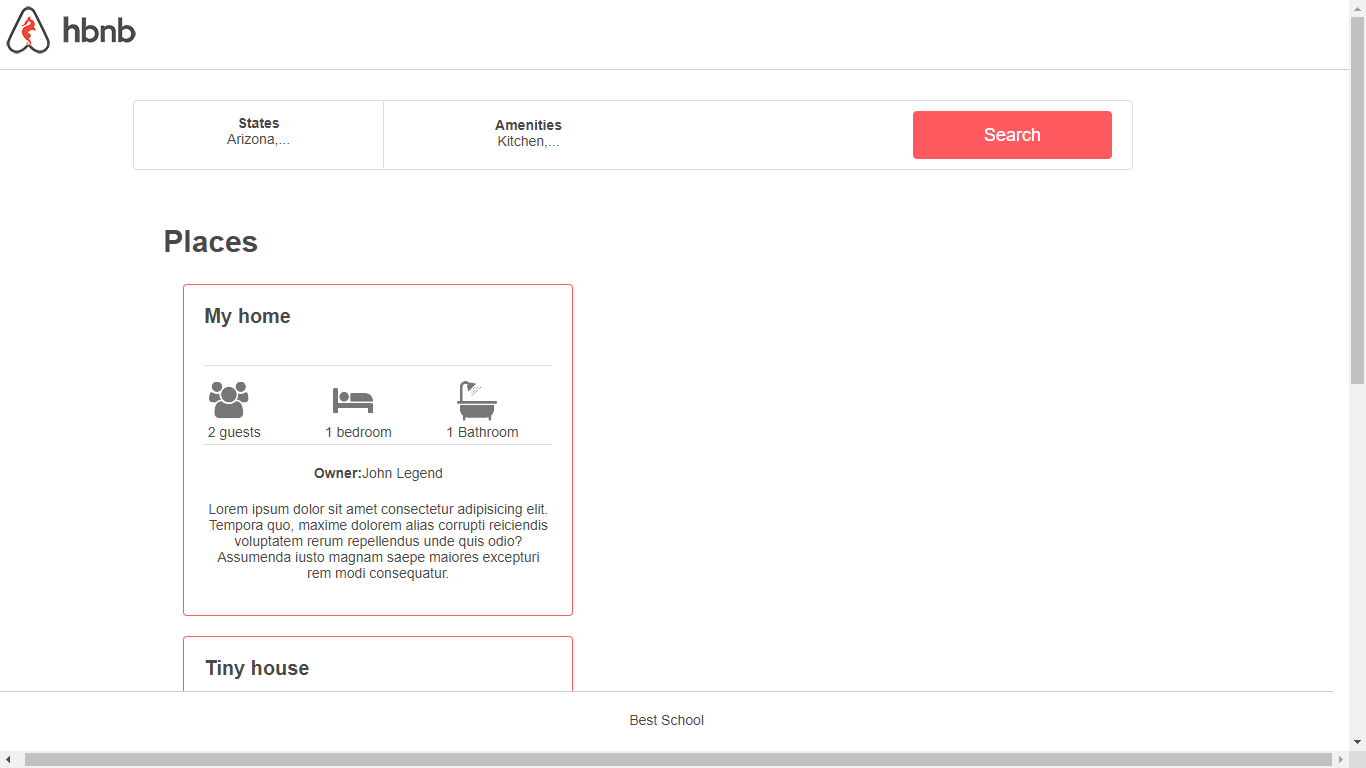 hbnb
States
Arizona,...
Amenities
Kitchen,...
Search
Places
My home
2 guests
1 bedroom
1 Bathroom
Owner:John Legend
Lorem ipsum dolor sit amet consectetur adipisicing elit.
Tempora quo, maxime dolorem alias corrupti reiciendis
voluptatem rerum repellendus unde quis odio?
Assumenda iusto magnam saepe maiores excepturi
rem modi consequatur.
Tiny house
Best School